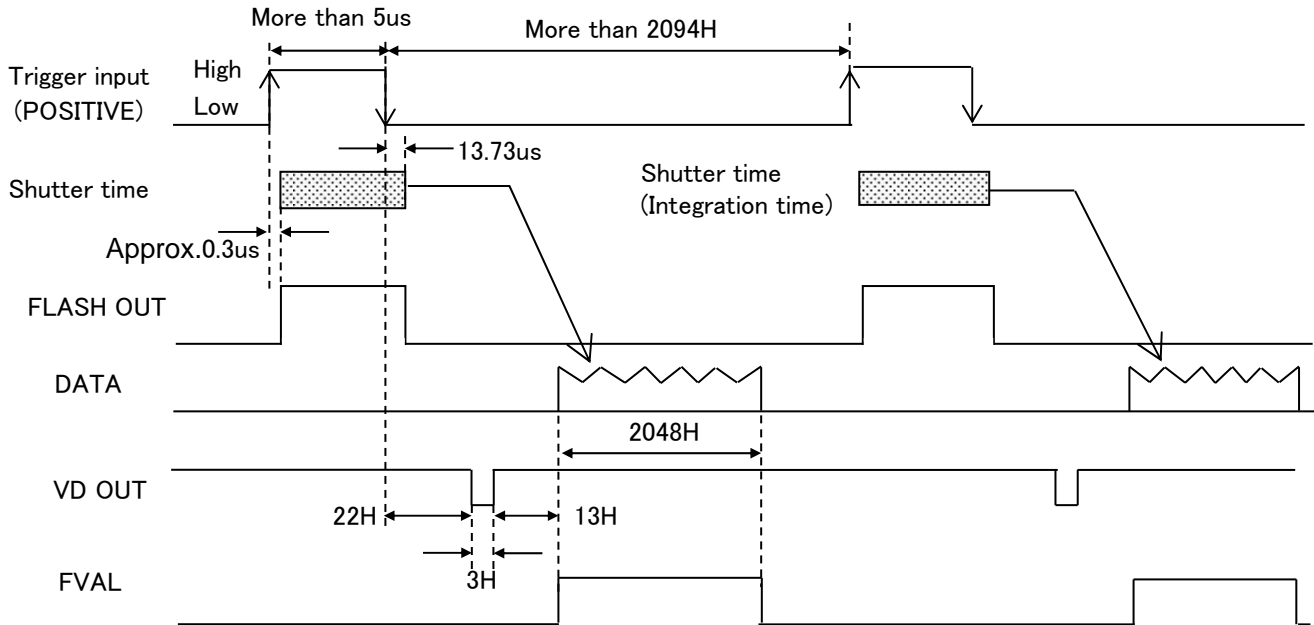 More than 5us
More than 2094H
Trigger input
(POSITIVE)
High
Low
13.73us
Shutter time
Shutter time
(Integration time)
Approx.0.3us
FLASH OUT
DATA
2048H
VD OUT
22H
13H
3H
FVAL